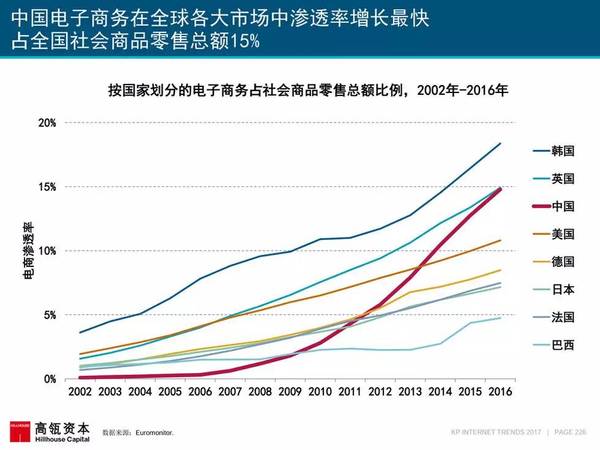 中国电子商务在全球各大市场中渗透率增长最快
占全国社会商品零售总额15%
按国家划分的电子商务占社会商品零售总额比例，2002年-2016年
20%
15%
10%
5%
0%
电商渗透率
2002 2003 2004 2005 2006 2007 2008 2009 2010 2011 2012 2013 2014 2015 2016
韩国
英国
中国
美国
德国
日本
法国
巴西
HILLHOUSE
高瓴资本
Hillhouse Capital
数据来源：Euromonitor.
KP INTERNET TRENDS 2017 | PAGE 226